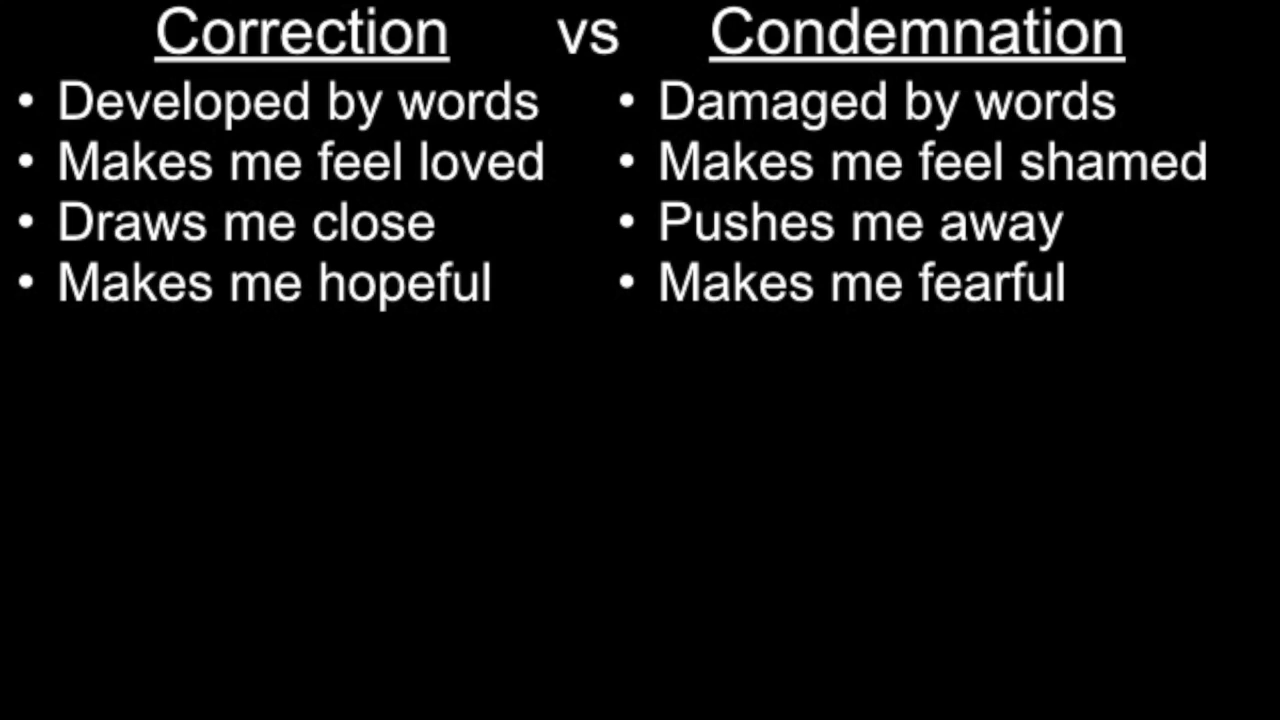 Correction vs Condemnation
• Developed by words
• Makes me feel loved
• Draws me close
• Makes me hopeful
• Damaged by words
• Makes me feel shamed
• Pushes me away
• Makes me fearful